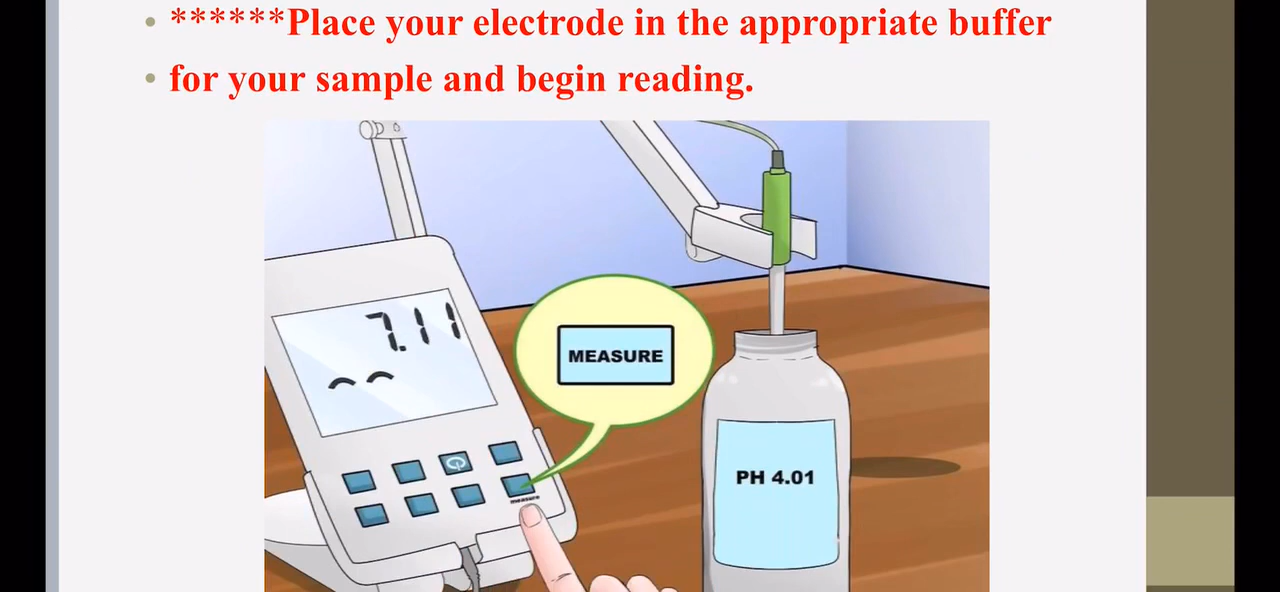 ******Place your electrode in the appropriate buffer
for your sample and begin reading.
7.11
MEASURE
PH 4.01
measure